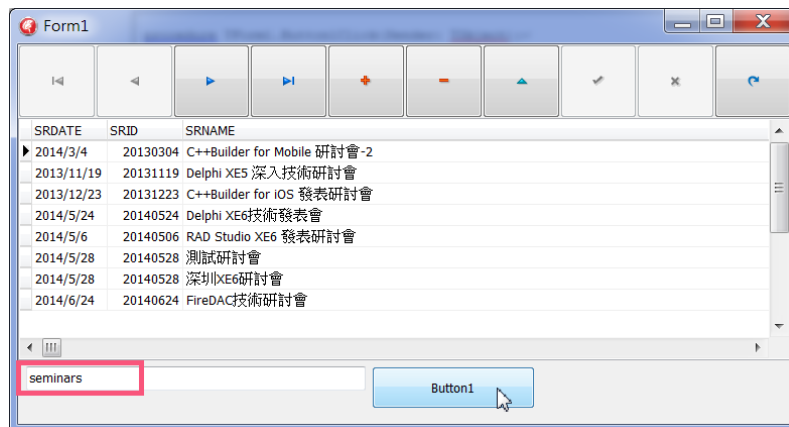 Form1
SRDATE SRID SRNAME
2014/3/4 20130304 C++Builder for Mobile 研討會-2
2013/11/19 20131119 Delphi XE5 深入技術研討會
2013/12/23 20131223 C++Builder for iOS 發表研討會
2014/5/24 20140524 Delphi XE6技術發表會
2014/5/6 20140506 RAD Studio XE6 發表研討會
2014/5/28 20140528 測試研討會
2014/5/28 20140528 深圳XE6研討會
2014/6/24 20140624 FireDAC技術研討會
seminars
Button1